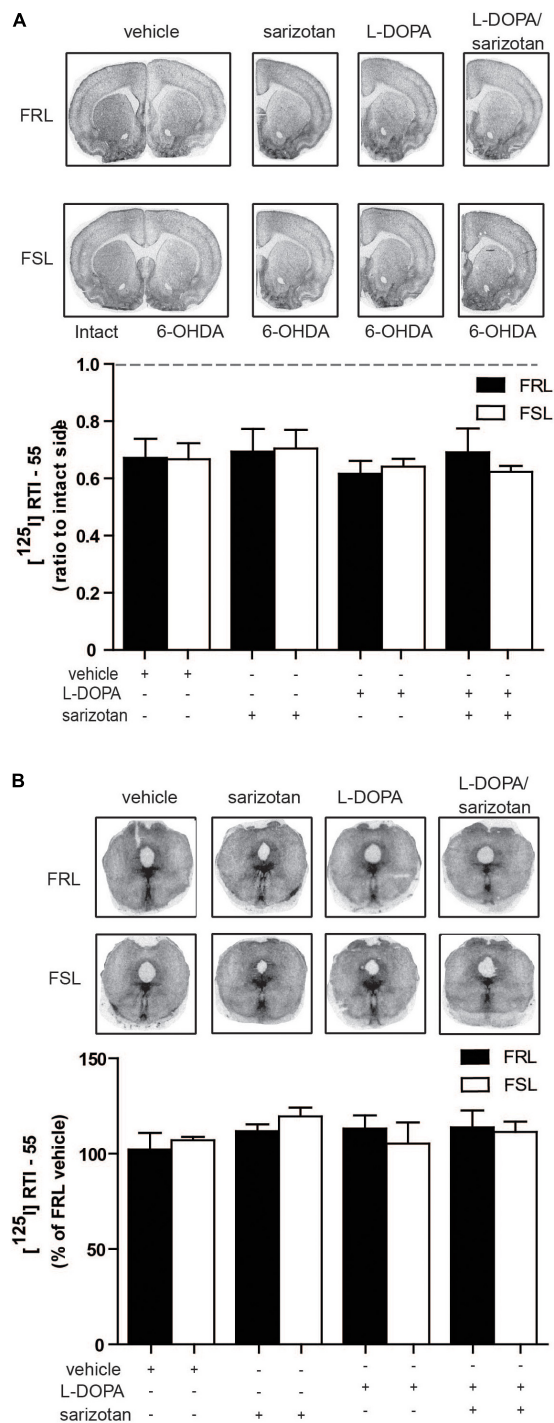 A
vehicle sarizotan L-DOPA L-DOPA/
sarizotan
FRL
FSL
Intact 6-OHDA 6-OHDA 6-OHDA 6-OHDA
1.0
0.8
0.6
0.4
0.2
0
[125I] RTI - 55
(ratio to intact side)
FRL
FSL
vehicle + + - - - - - -
L-DOPA - - - - + + + +
sarizotan - - + + - - + +
B
vehicle sarizotan L-DOPA L-DOPA/
sarizotan
FRL
FSL
150
100
50
0
[125I] RTI - 55
(% of FRL vehicle)
FRL
FSL
vehicle + + - - - - - -
L-DOPA - - - - + + + +
sarizotan - - + + - - + +